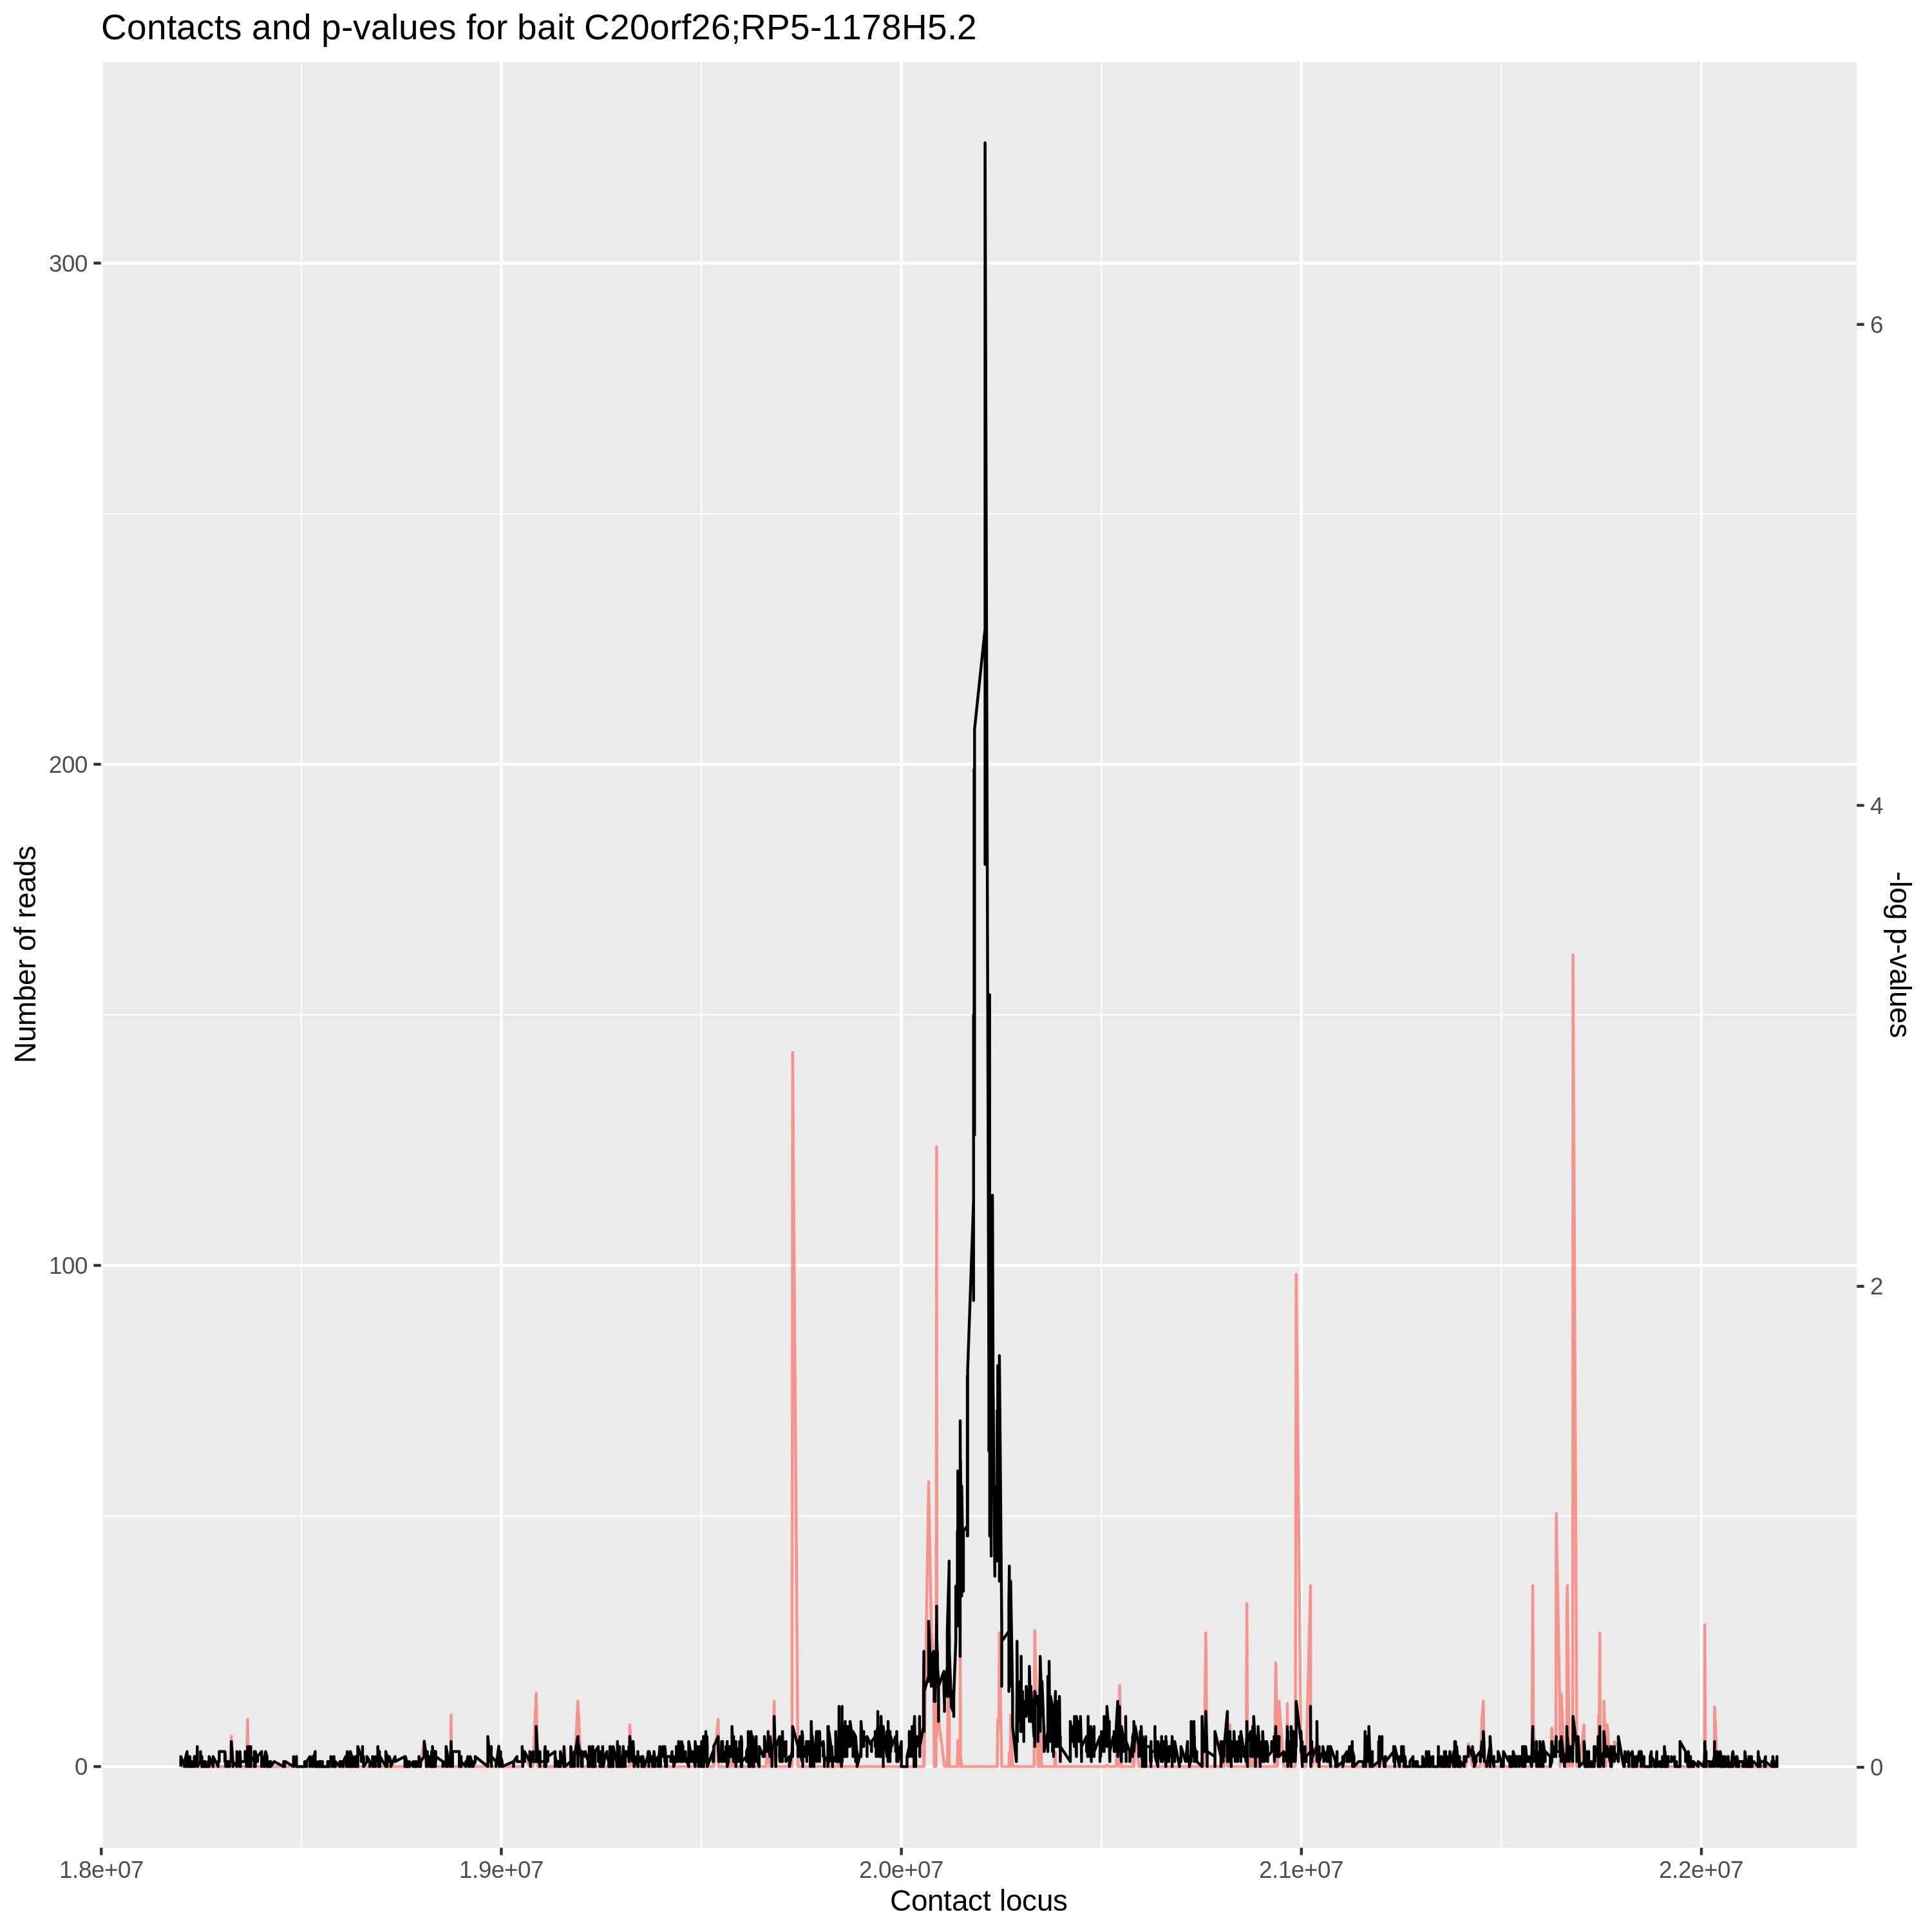 Contacts and p-values for bait C20orf26;RP5-1178H5.2
300
200
100
0
Number of reads
6
4
2
0
-log p-values
1.8e+07
1.9e+07
2.0e+07
2.1e+07
2.2e+07
Contact locus